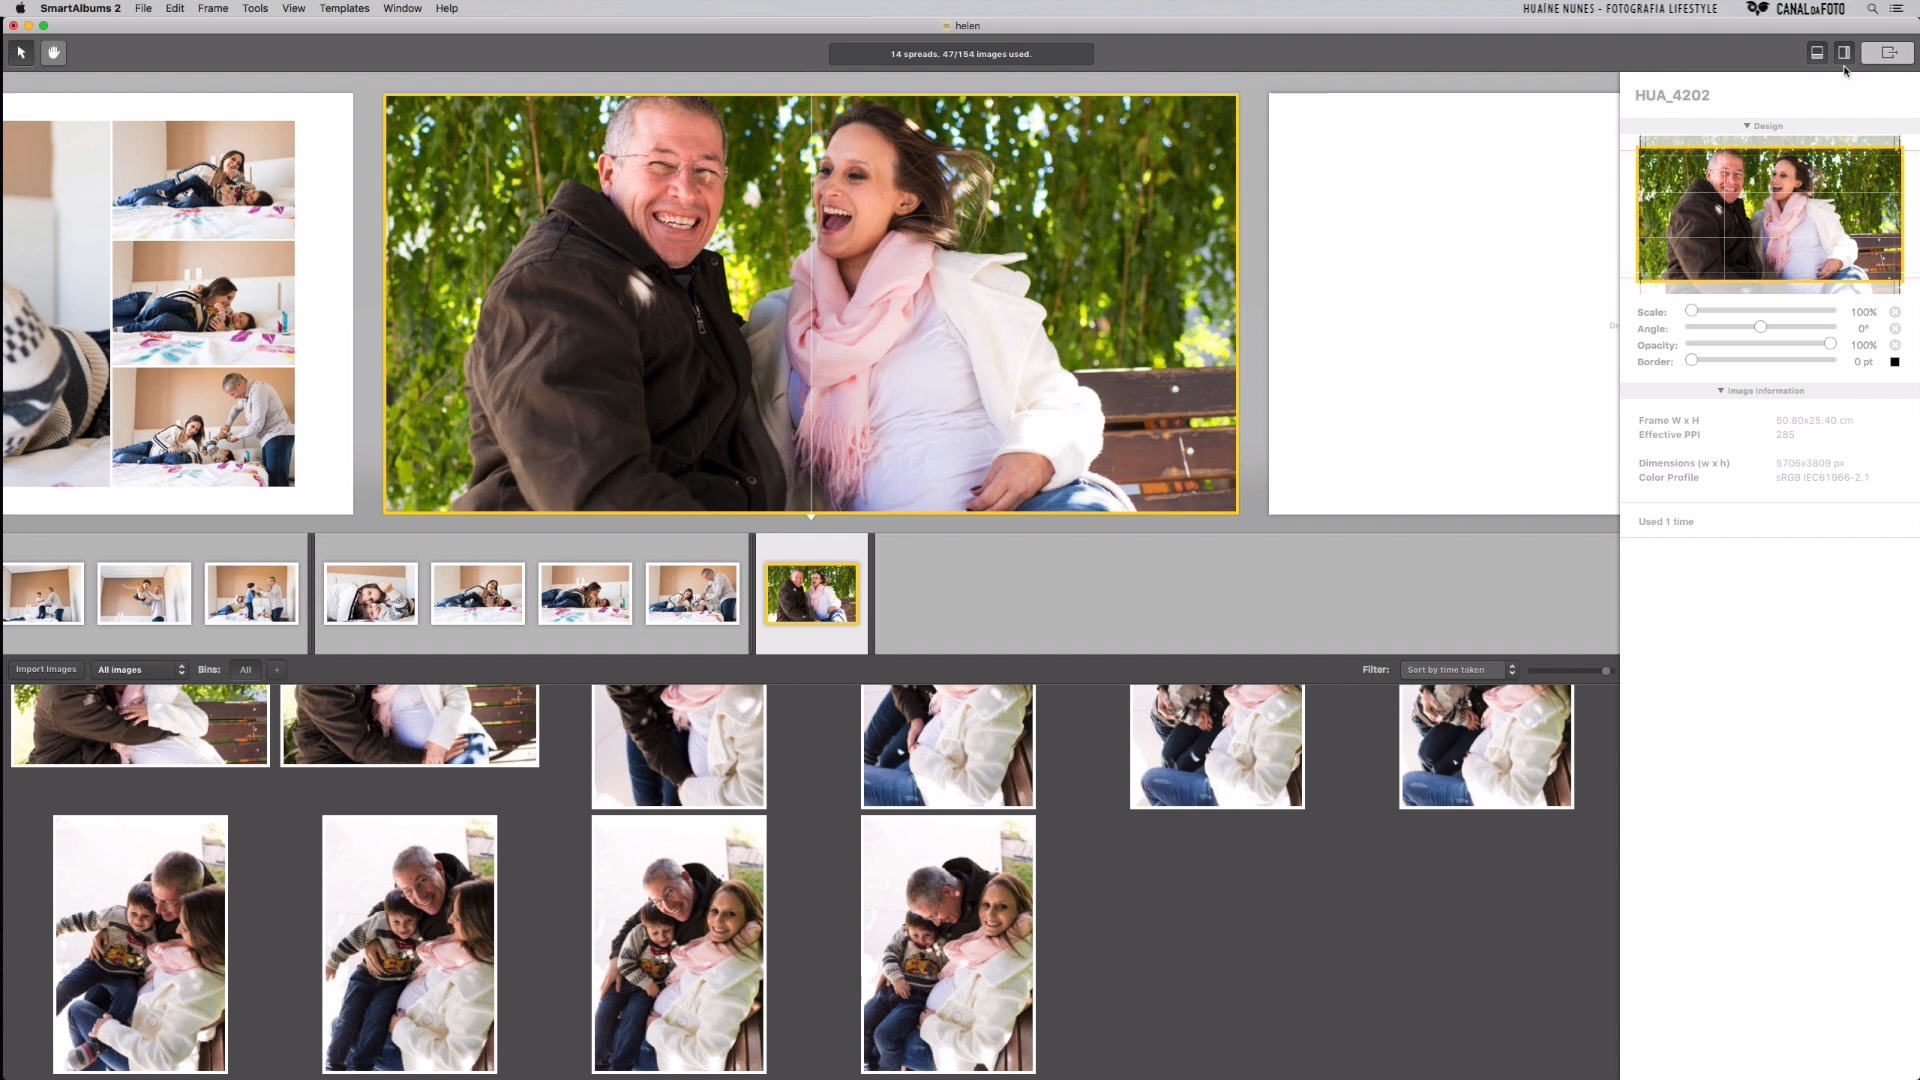 SmartAlbums 2 File Edit Frame Tools View Templates Window Help
HUAÍNE NUNES - FOTOGRAFIA LIFESTYLE CANAL DA FOTO
helen
14 spreads. 47/154 images used.
HUA_4202
▼ Design
Scale: 100%
Angle: 0°
Opacity: 100%
Border: 0 pt
▼ Image Information
Frame W x H 50.80x25.40 cm
Effective PPI 285
Dimensions (w x h) 5706x3809 px
Color Profile sRGB IEC61966-2.1
Used 1 time
Import Images All images Bins: All + Filter: Sort by time taken